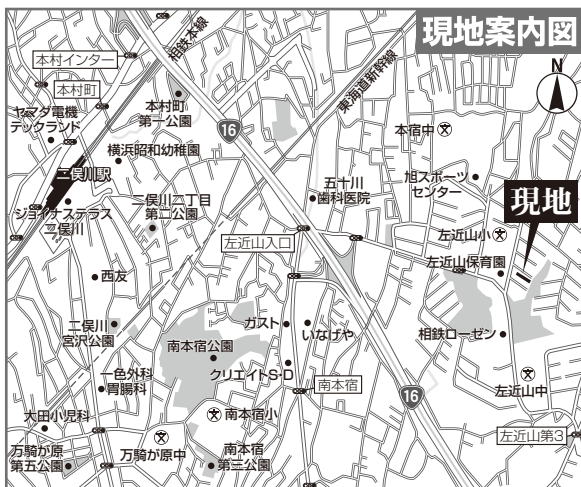 現地案内図
N
本村インター
相鉄本線
東海道新幹線
本村町
本村町
第一公園
16
ヤマダ電機
テックランド
横浜昭和幼稚園
本宿中
二俣川駅
五十川
歯科医院
旭スポーツ
センター
現地
ジョイナステラス
二俣川
二俣川二丁目
第二公園
左近山入口
左近山小
左近山保育園
西友
二俣川
宮沢公園
ガスト
いなげや
相鉄ローゼン
南本宿公園
一色外科
胃腸科
クリエイトS・D
南本宿
16
左近山中
大田小児科
南本宿小
左近山第3
万騎が原
第五公園
万騎が原中
南本宿
第三公園